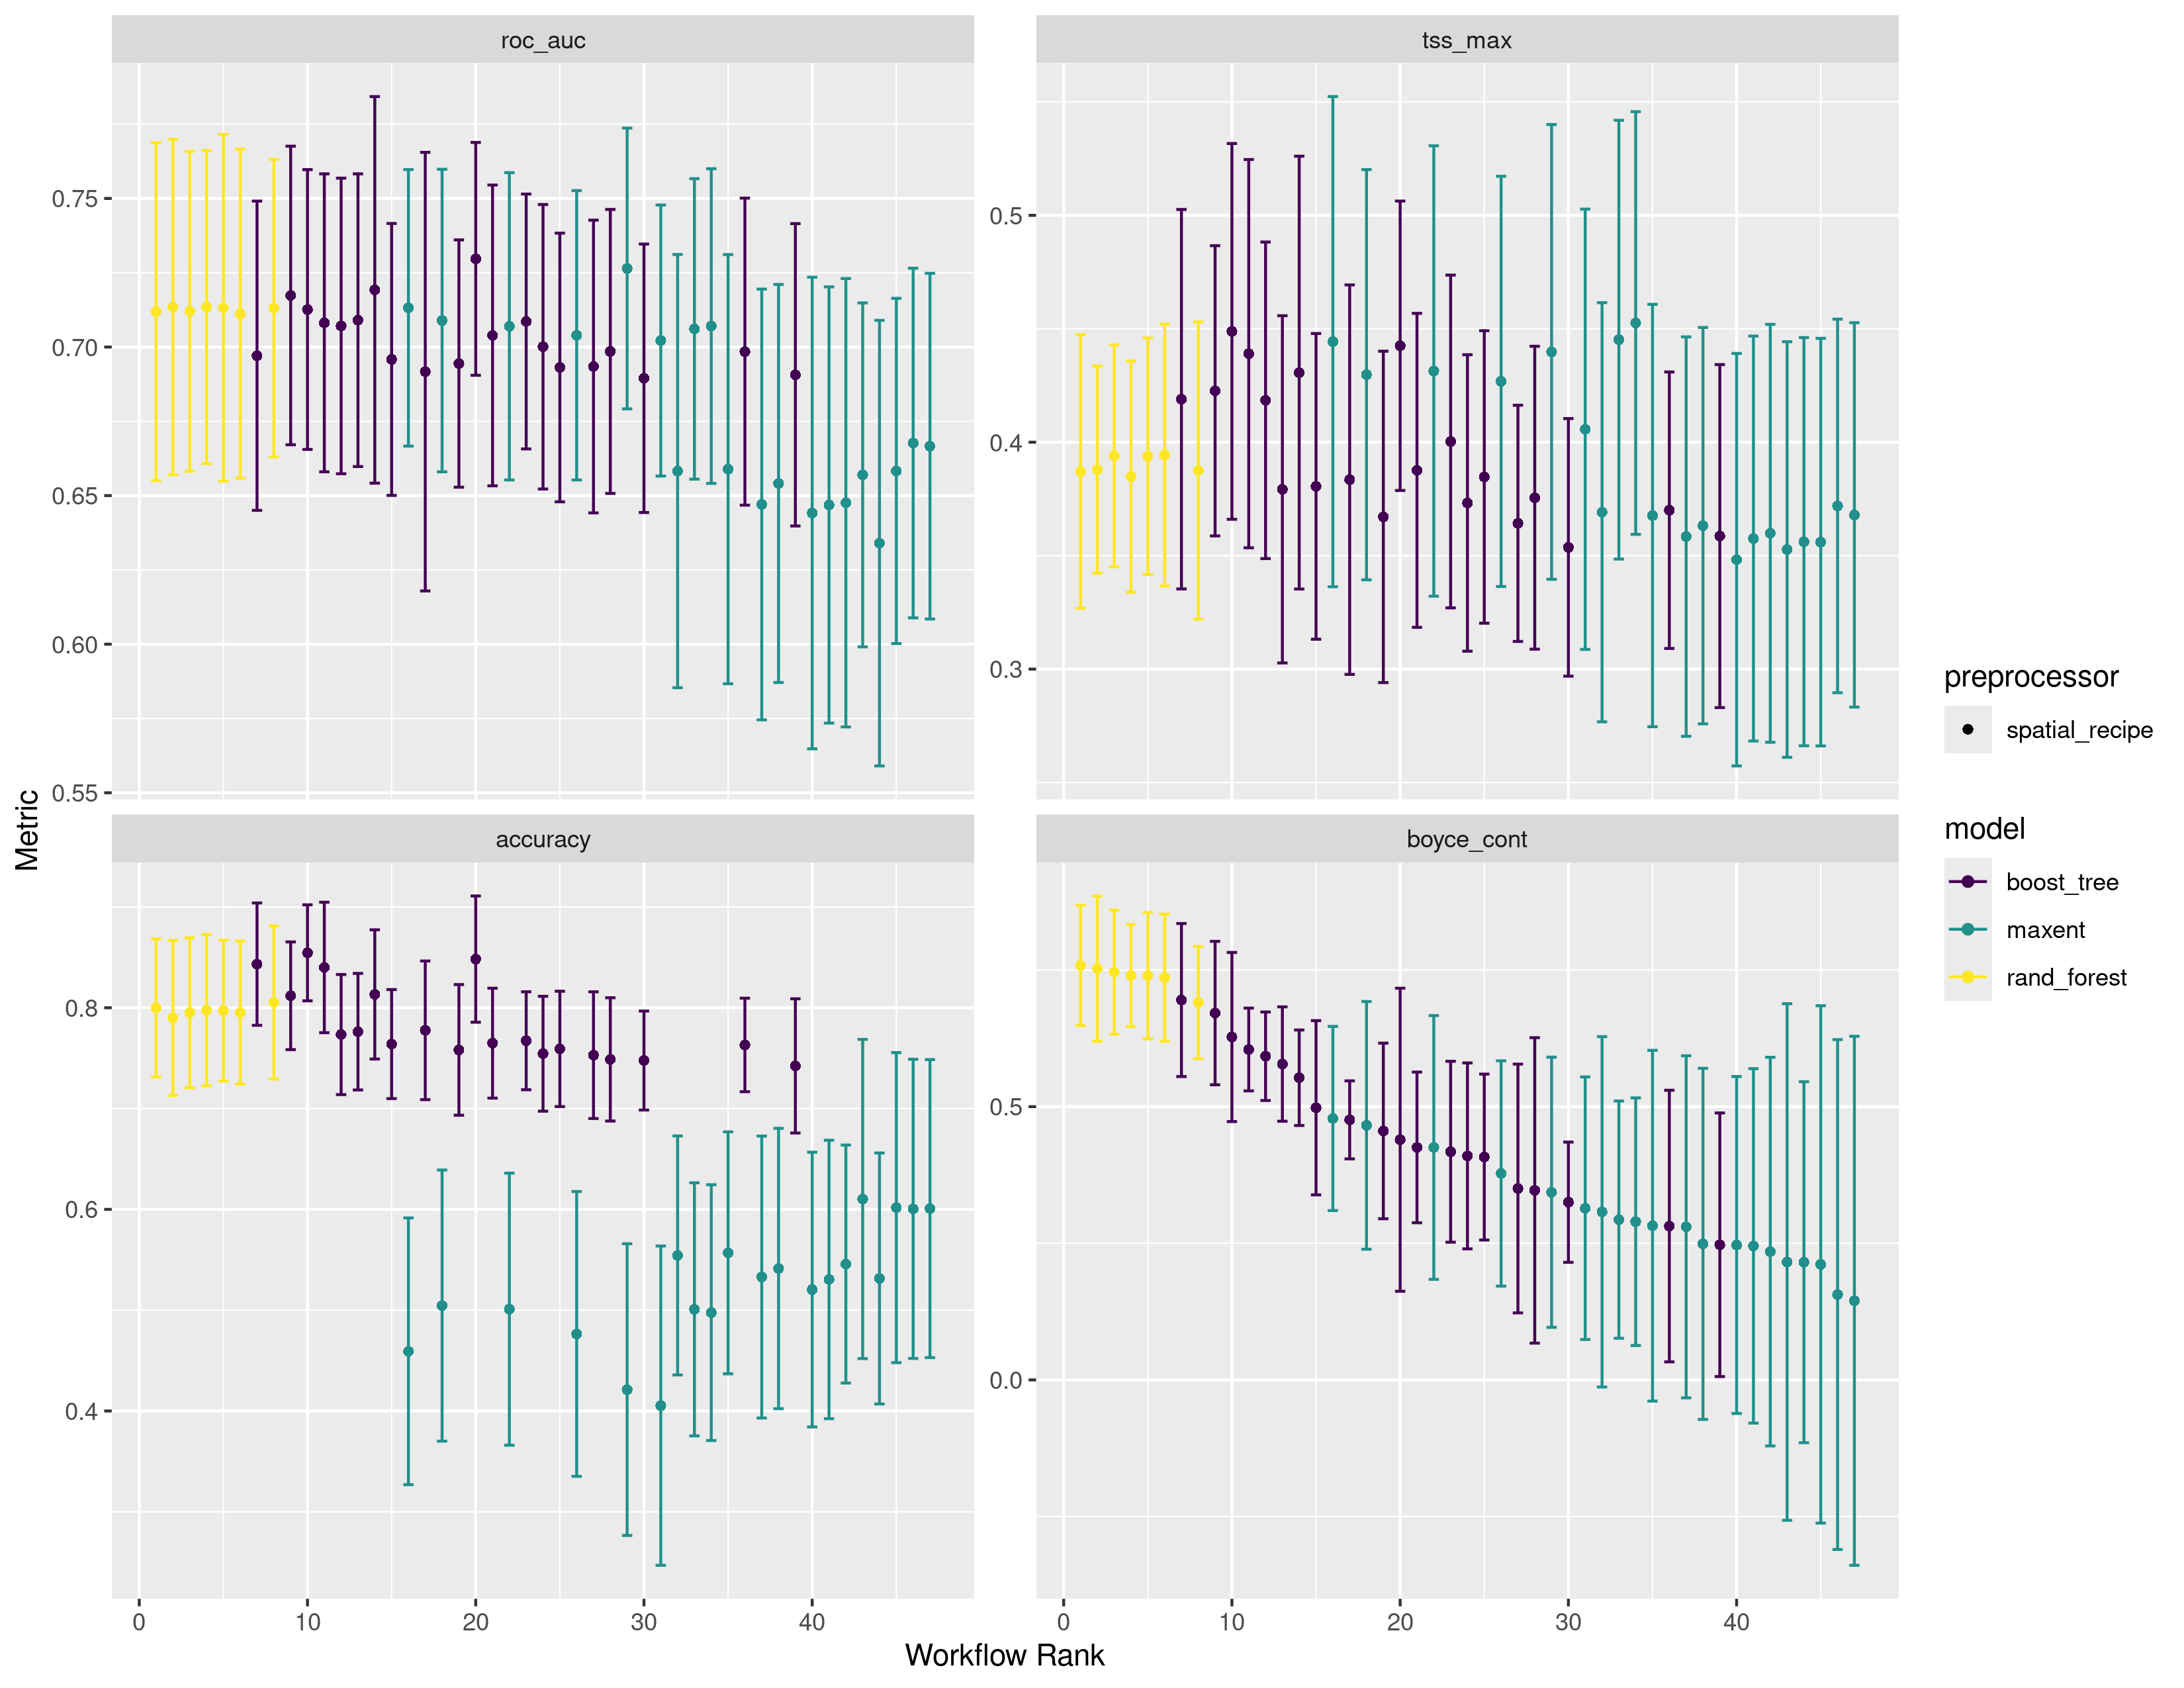 roc_auc
tss_max
0.75
0.70
0.65
0.60
0.55
0.5
0.4
0.3
accuracy
boyce_cont
0.8
0.6
0.4
0.5
0.0
0 10 20 30 40
0 10 20 30 40
Workflow Rank
Metric
preprocessor
spatial_recipe
model
boost_tree
maxent
rand_forest